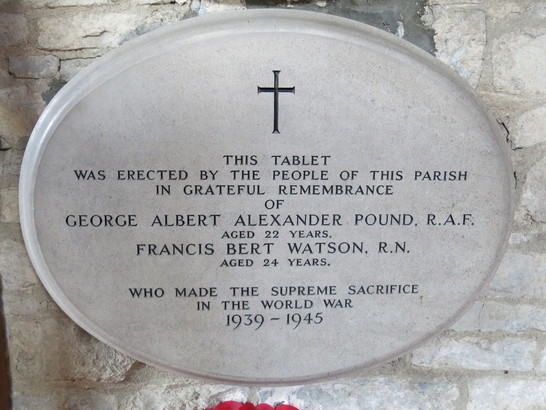 THIS TABLET
WAS ERECTED BY THE PEOPLE OF THIS PARISH
IN GRATEFUL REMEMBRANCE
OF
GEORGE ALBERT ALEXANDER POUND, R.A.F.
AGED 22 YEARS.
FRANCIS BERT WATSON, R.N.
AGED 24 YEARS.
WHO MADE THE SUPREME SACRIFICE
IN THE WORLD WAR
1939 – 1945